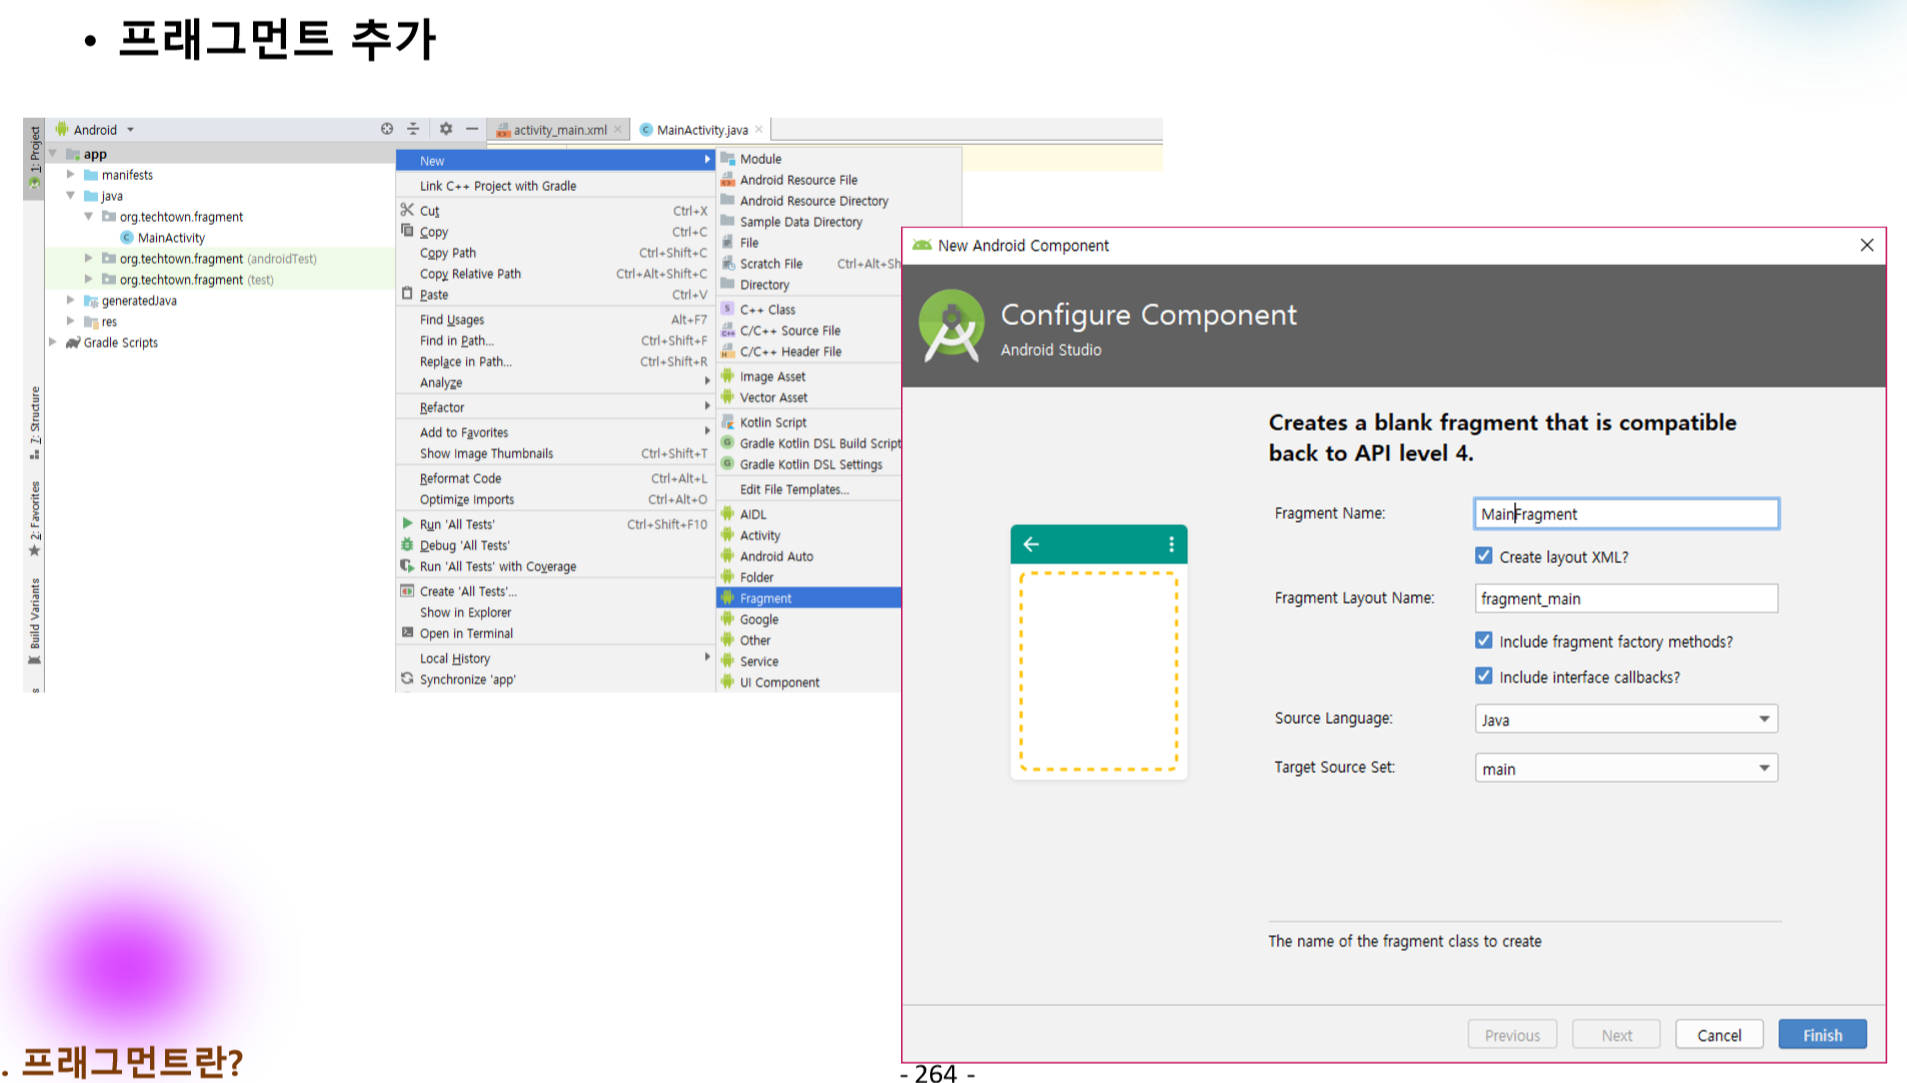 • 프래그먼트 추가
1: Project
Android
activity_main.xml
MainActivity.java
app
manifests
java
org.techtown.fragment
MainActivity
org.techtown.fragment (androidTest)
org.techtown.fragment (test)
generatedJava
res
Gradle Scripts
7: Structure
2: Favorites
Build Variants
New
Link C++ Project with Gradle
Cut Ctrl+X
Copy Ctrl+C
Copy Path Ctrl+Shift+C
Copy Relative Path Ctrl+Alt+Shift+C
Paste Ctrl+V
Find Usages Alt+F7
Find in Path... Ctrl+Shift+F
Replace in Path... Ctrl+Shift+R
Analyze
Refactor
Add to Favorites
Show Image Thumbnails Ctrl+Shift+T
Reformat Code Ctrl+Alt+L
Optimize Imports Ctrl+Alt+O
Run 'All Tests' Ctrl+Shift+F10
Debug 'All Tests'
Run 'All Tests' with Coverage
Create 'All Tests'...
Show in Explorer
Open in Terminal
Local History
Synchronize 'app'
Module
Android Resource File
Android Resource Directory
Sample Data Directory
File
Scratch File Ctrl+Alt+Sh
Directory
C++ Class
C/C++ Source File
C/C++ Header File
Image Asset
Vector Asset
Kotlin Script
Gradle Kotlin DSL Build Script
Gradle Kotlin DSL Settings
Edit File Templates...
AIDL
Activity
Android Auto
Folder
Fragment
Google
Other
Service
UI Component
New Android Component
Configure Component
Android Studio
Creates a blank fragment that is compatible
back to API level 4.
Fragment Name: MainFragment
Create layout XML?
Fragment Layout Name: fragment_main
Include fragment factory methods?
Include interface callbacks?
Source Language: Java
Target Source Set: main
The name of the fragment class to create
Previous Next Cancel Finish
. 프래그먼트란?
- 264 -